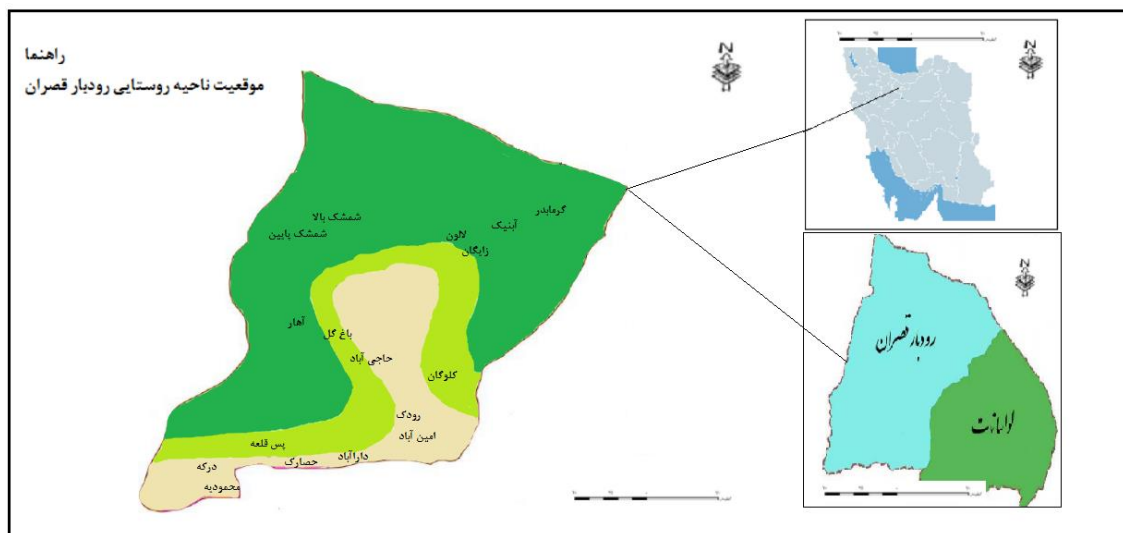 راهنما
موقعیت ناحیه روستایی رودبار قصران
N
شمشک بالا
شمشک پایین
گرمابدر
آبنیک
لالون
زایگان
آهار
باغ گل
حاجی آباد
کلوگان
رودک
امین آباد
پس قلعه
دارآباد
حصارک
درکه
محمودیه
N
N
رودبار قصران
لواسانات